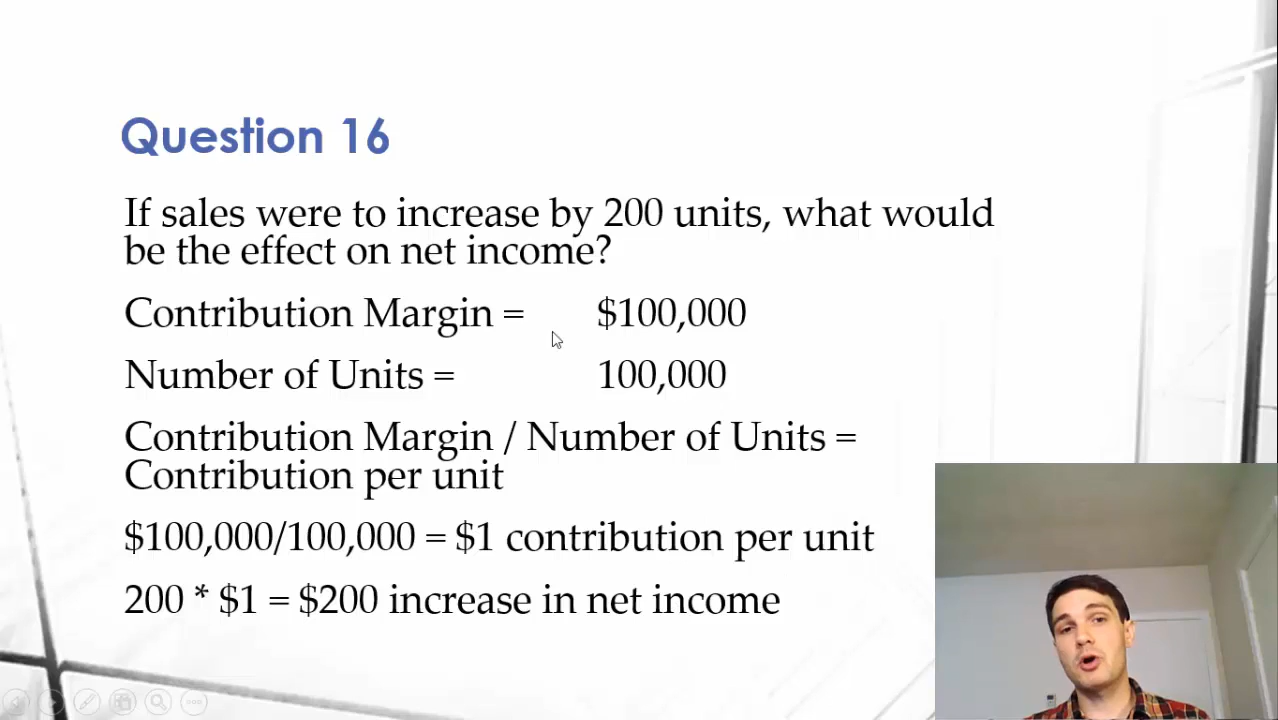 Question 16
If sales were to increase by 200 units, what would
be the effect on net income?
Contribution Margin = $100,000
Number of Units = 100,000
Contribution Margin / Number of Units =
Contribution per unit
$100,000/100,000 = $1 contribution per unit
200 * $1 = $200 increase in net income